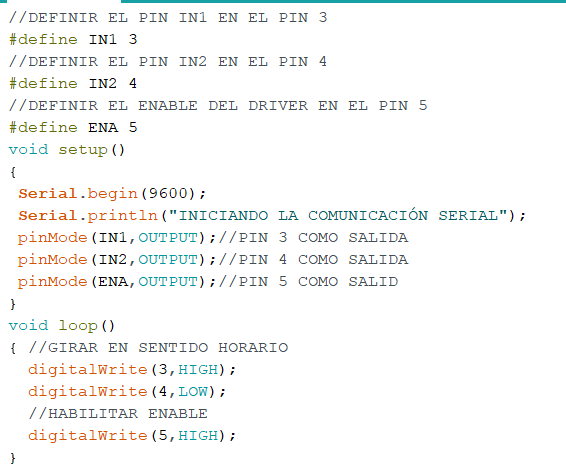 //DEFINIR EL PIN IN1 EN EL PIN 3
#define IN1 3
//DEFINIR EL PIN IN2 EN EL PIN 4
#define IN2 4
//DEFINIR EL ENABLE DEL DRIVER EN EL PIN 5
#define ENA 5
void setup()
{
 Serial.begin(9600);
 Serial.println("INICIANDO LA COMUNICACIÓN SERIAL");
 pinMode(IN1,OUTPUT);//PIN 3 COMO SALIDA
 pinMode(IN2,OUTPUT);//PIN 4 COMO SALIDA
 pinMode(ENA,OUTPUT);//PIN 5 COMO SALID
}
void loop()
{ //GIRAR EN SENTIDO HORARIO
  digitalWrite(3,HIGH);
  digitalWrite(4,LOW);
  //HABILITAR ENABLE
  digitalWrite(5,HIGH);
}